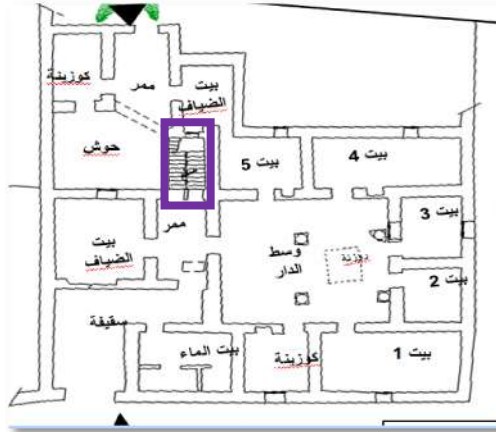 كوزينة
ممر
بيت
الضياف
حوش
بيت 5
بيت 4
بيت 3
ممر
بيت
الضياف
وسط
الدار
روزنة
بيت 2
سقيفة
بيت الماء
كوزينة
بيت 1